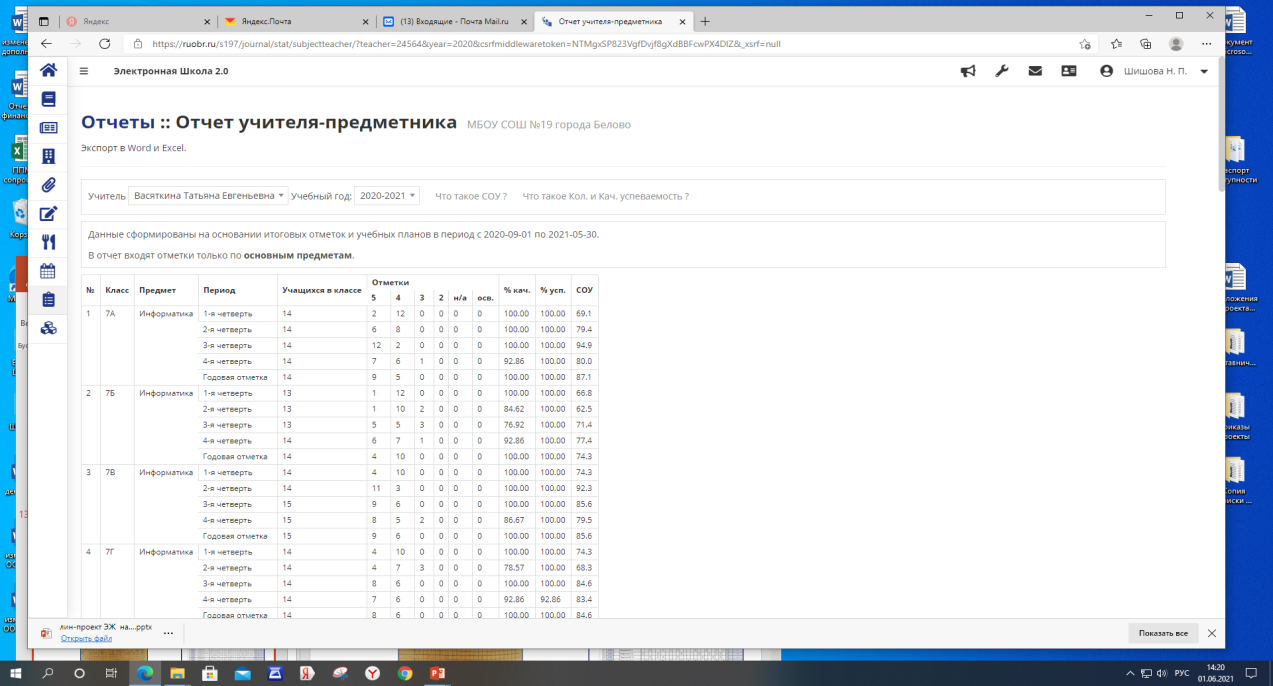 Яндекс
Яндекс.Почта
(13) Входящие - Почта Mail.ru
Отчет учителя-предметника
https://ruobr.ru/s197/journal/stat/subjectteacher/?teacher=24564&year=2020&csrfmiddlewaretoken=NTMgxSP823VgfDvjf8gXdBBFcwPX4DIZ&_xsrf=null
Электронная Школа 2.0
Шишова Н. П.
Отчеты :: Отчет учителя-предметника МБОУ СОШ №19 города Белово
Экспорт в Word и Excel.
Учитель Васяткина Татьяна Евгеньевна Учебный год: 2020-2021 Что такое СОУ ? Что такое Кол. и Кач. успеваемость ?
Данные сформированы на основании итоговых отметок и учебных планов в период с 2020-09-01 по 2021-05-30.
В отчет входят отметки только по основным предметам.
№ Класс Предмет Период Учащихся в классе Отметки % кач. % усп. СОУ
5 4 3 2 н/а осв.
1 7А Информатика 1-я четверть 14 2 12 0 0 0 0 100.00 100.00 69.1
2-я четверть 14 6 8 0 0 0 0 100.00 100.00 79.4
3-я четверть 14 12 2 0 0 0 0 100.00 100.00 94.9
4-я четверть 14 7 6 1 0 0 0 92.86 100.00 80.0
Годовая отметка 14 9 5 0 0 0 0 100.00 100.00 87.1
2 7Б Информатика 1-я четверть 13 1 12 0 0 0 0 100.00 100.00 66.8
2-я четверть 13 1 10 2 0 0 0 84.62 100.00 62.5
3-я четверть 13 5 5 3 0 0 0 76.92 100.00 71.4
4-я четверть 14 6 7 1 0 0 0 92.86 100.00 77.4
Годовая отметка 14 4 10 0 0 0 0 100.00 100.00 74.3
3 7В Информатика 1-я четверть 14 4 10 0 0 0 0 100.00 100.00 74.3
2-я четверть 14 11 3 0 0 0 0 100.00 100.00 92.3
3-я четверть 15 9 6 0 0 0 0 100.00 100.00 85.6
4-я четверть 15 8 5 2 0 0 0 86.67 100.00 79.5
Годовая отметка 15 9 6 0 0 0 0 100.00 100.00 85.6
4 7Г Информатика 1-я четверть 14 4 10 0 0 0 0 100.00 100.00 74.3
2-я четверть 14 4 7 3 0 0 0 78.57 100.00 68.3
3-я четверть 14 8 6 0 0 0 0 100.00 100.00 84.6
4-я четверть 14 7 6 0 0 0 0 92.86 92.86 83.4
Годовая отметка 14 8 6 0 0 0 0 100.00 100.00 84.6
лин-проект ЭЖ на....pptx
Открыть файл
Показать все
РУС
14:20
01.06.2021